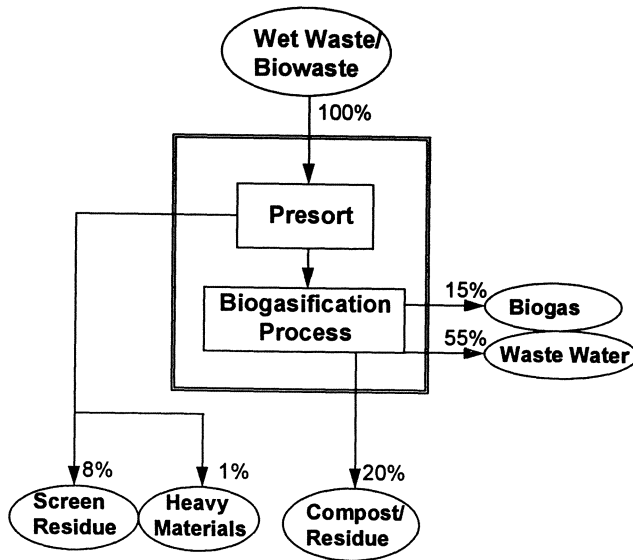 Wet Waste/
Biowaste
100%
Presort
Biogasification
Process
15%
Biogas
55%
Waste Water
8%
1%
20%
Screen
Residue
Heavy
Materials
Compost/
Residue